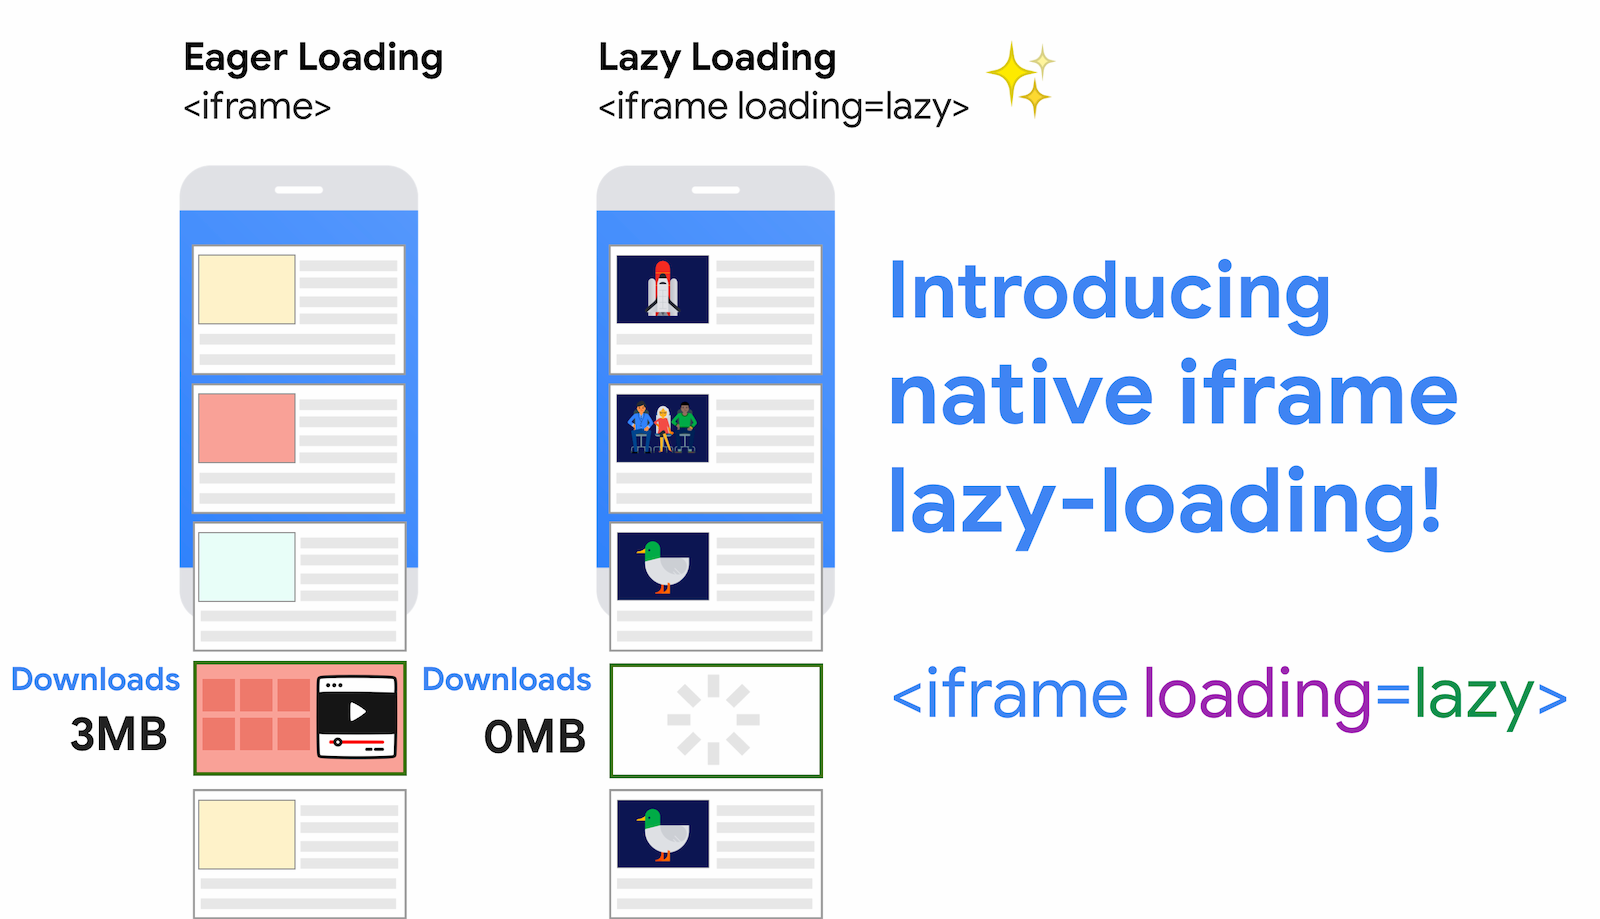 Eager Loading
<iframe>
Lazy Loading
<iframe loading=lazy>
Introducing
native iframe
lazy-loading!
Downloads
3MB
Downloads
0MB
<iframe loading=lazy>